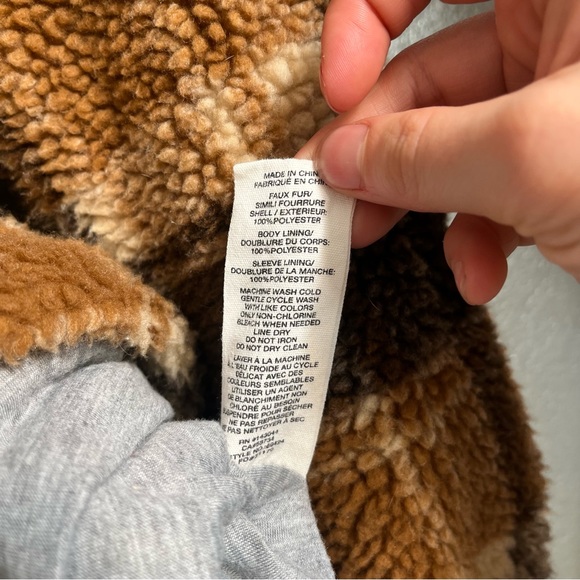 MADE IN CHIN
FABRIQUÉ EN CHI
FAUX FUR/
SIMILI FOURRURE
SHELL / EXTERIEUR:
100%POLYESTER
BODY LINING/
DOUBLURE DU CORPS:
100%POLYESTER
SLEEVE LINING/
DOUBLURE DE LA MANCHE:
100%POLYESTER
MACHINE WASH COLD
GENTLE CYCLE WASH
WITH LIKE COLORS
ONLY NON-CHLORINE
BLEACH WHEN NEEDED
LINE DRY
DO NOT IRON
DO NOT DRY CLEAN
LAVER À LA MACHINE
À L'EAU FROIDE AU CYCLE
DÉLICAT AVEC DES
COULEURS SEMBLABLES
UTILISER UN AGENT
DE BLANCHIMENT NON
CHLORÉ AU BESOIN
SUSPENDRE POUR SÉCHER
NE PAS REPASSER
NE PAS NETTOYER À SEC
RN #143041